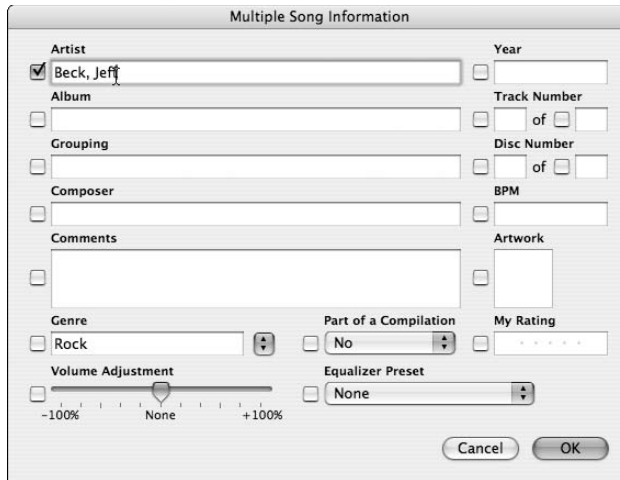 Multiple Song Information
Artist Year
Beck, Jeff
Album Track Number
of
Grouping Disc Number
of
Composer BPM
Comments Artwork
Genre Part of a Compilation My Rating
Rock No
Volume Adjustment Equalizer Preset
None
-100% None +100%
Cancel OK